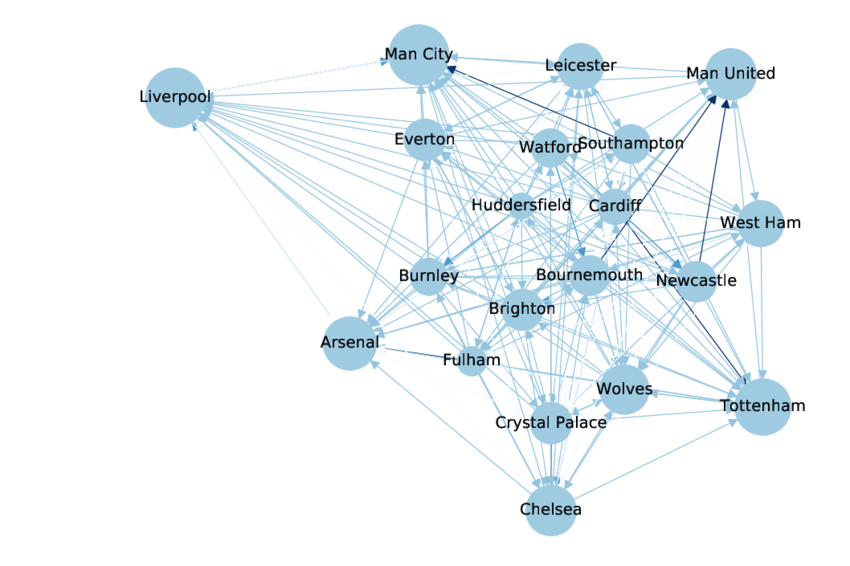 Man City
Leicester
Man United
Liverpool
Everton
Watford
Southampton
Huddersfield
Cardiff
West Ham
Burnley
Bournemouth
Newcastle
Brighton
Arsenal
Fulham
Wolves
Tottenham
Crystal Palace
Chelsea